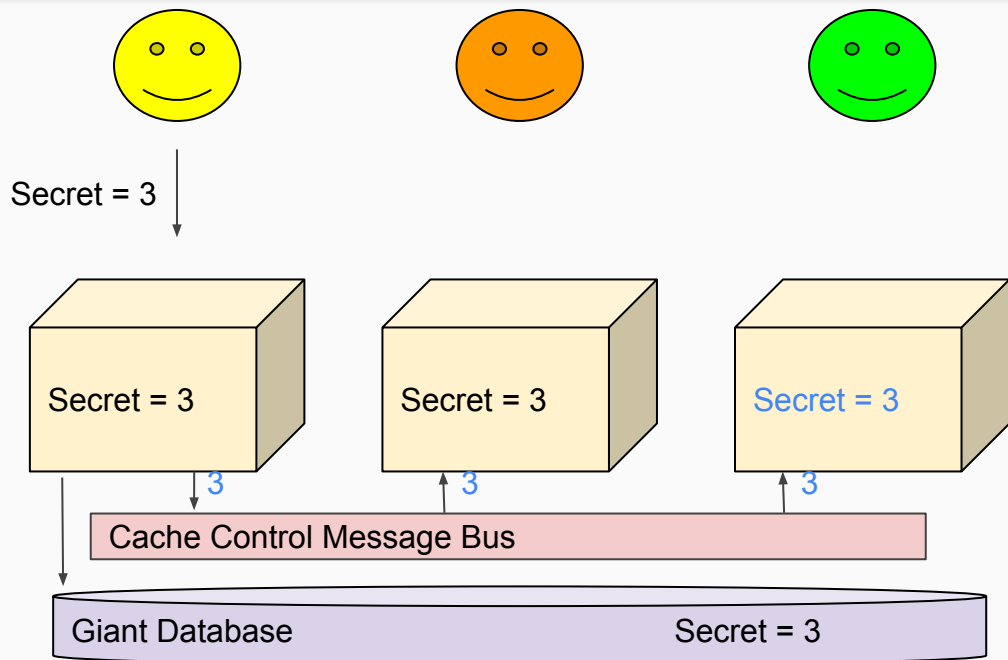 Secret = 3
Secret = 3
Secret = 3
Secret = 3
3
3
3
Cache Control Message Bus
Giant Database
Secret = 3